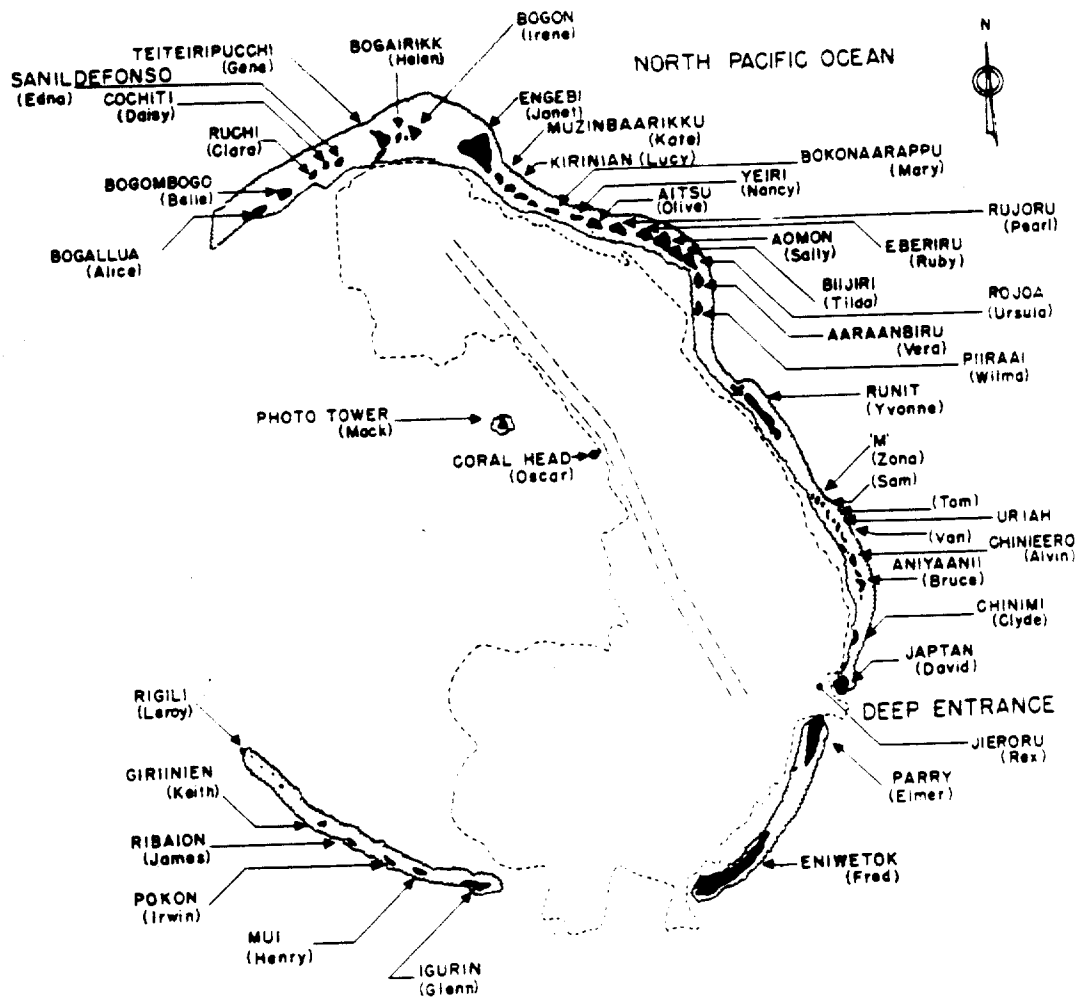 BOGON
(Irene)
BOGAIRIKK
(Helen)
TEITEIRIPUCCHI
(Gene)
SANILDEFONSO
(Edna)
COCHITI
(Daisy)
RUCHI
(Clara)
BOGOMBOGO
(Belle)
BOGALLUA
(Alice)
NORTH PACIFIC OCEAN
N
ENGEBI
(Janet)
MUZINBAARIKKU
(Kate)
KIRINIAN (Lucy)
BOKONAARAPPU
(Mary)
YEIRI
(Nancy)
AITSU
(Olive)
RUJORU
(Pearl)
EBERIRU
(Ruby)
AOMON
(Sally)
BIIJIRI
(Tilda)
ROJOA
(Ursula)
AARAANBIRU
(Vera)
PIIRAAI
(Wilma)
RUNIT
(Yvonne)
PHOTO TOWER
(Mack)
CORAL HEAD
(Oscar)
'M'
(Zona)
(Sam)
(Tom)
URIAH
(Van)
CHINIEERO
(Alvin)
ANIYAANII
(Bruce)
CHINIMI
(Clyde)
JAPTAN
(David)
DEEP ENTRANCE
JIERORU
(Rex)
PARRY
(Elmer)
ENIWETOK
(Fred)
RIGILI
(Leroy)
GIRIINIEN
(Keith)
RIBAION
(James)
POKON
(Irwin)
MUI
(Henry)
IGURIN
(Glenn)